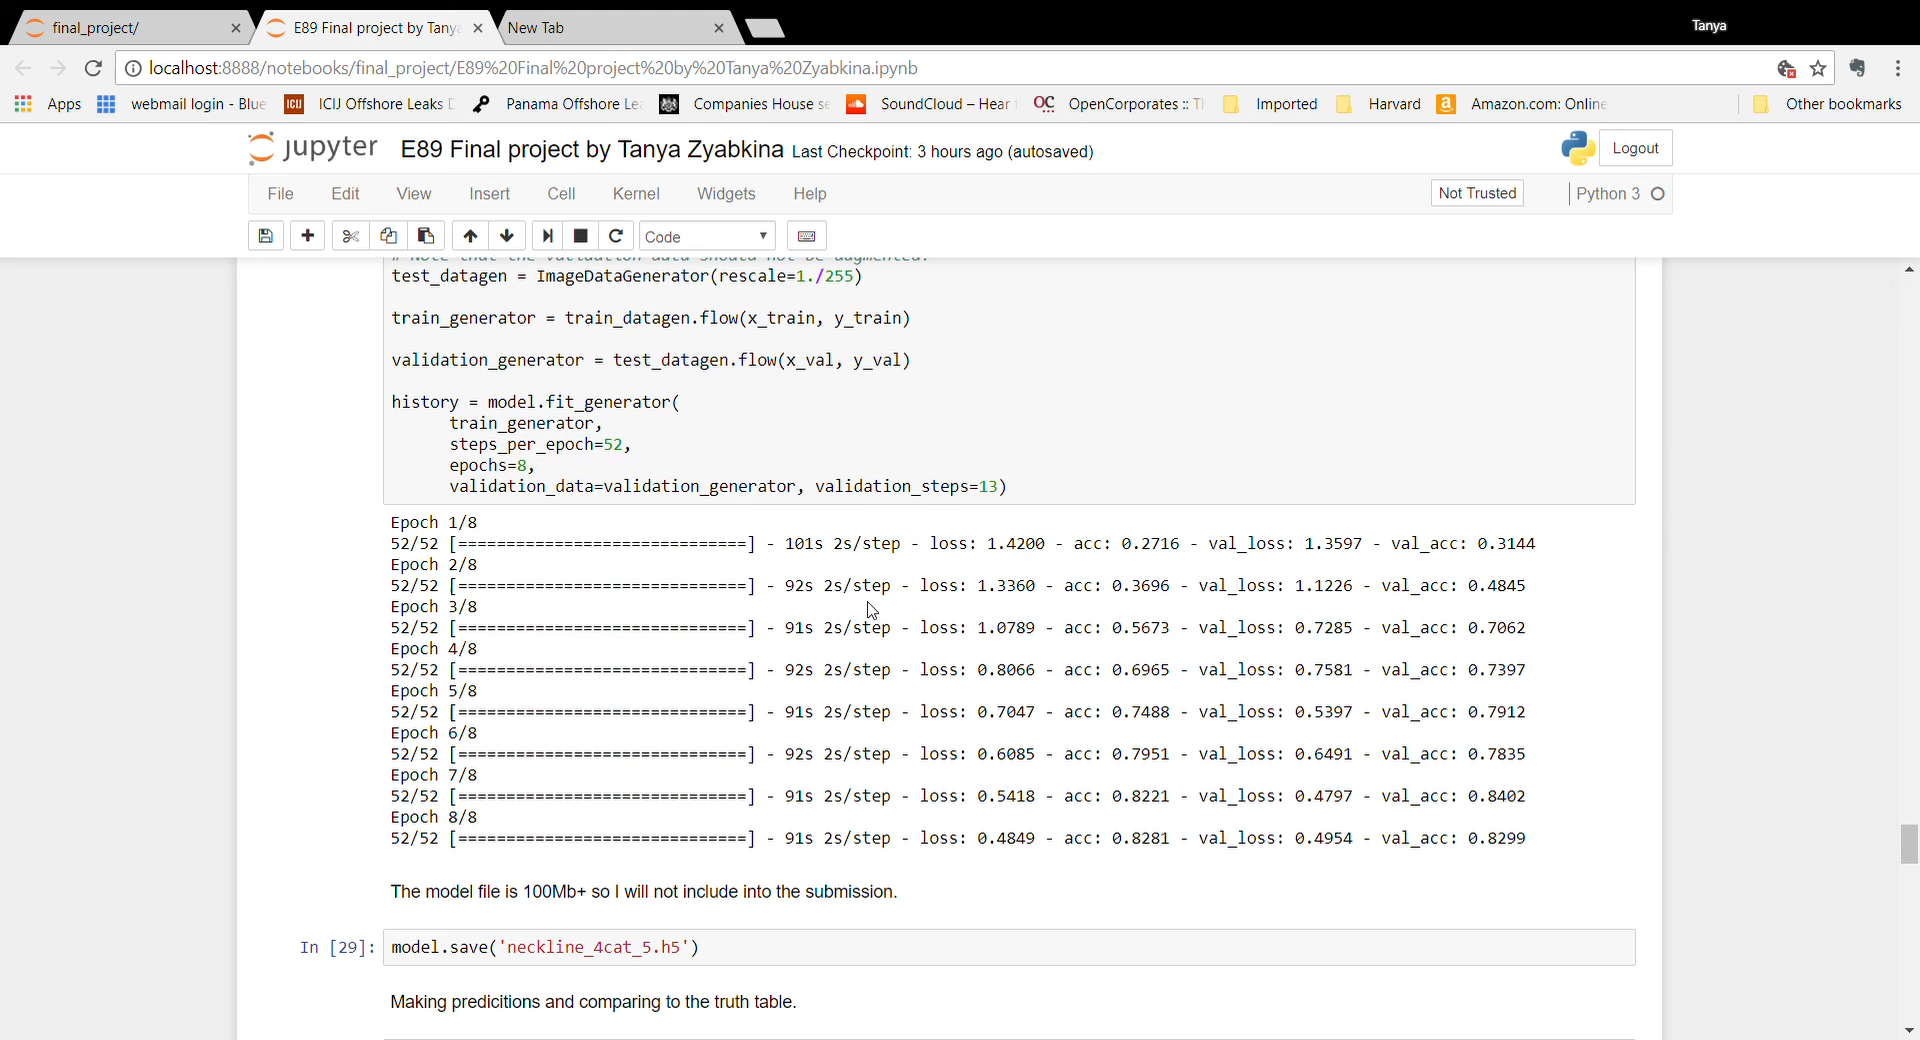 final_project/
E89 Final project by Tanya
New Tab
Tanya
localhost:8888/notebooks/final_project/E89%20Final%20project%20by%20Tanya%20Zyabkina.ipynb
Apps
webmail login - Blue
ICIJ
ICIJ Offshore Leaks D
Panama Offshore Le
Companies House se
SoundCloud – Hear
OC
OpenCorporates :: T
Imported
Harvard
a
Amazon.com: Online
Other bookmarks
jupyter
E89 Final project by Tanya Zyabkina Last Checkpoint: 3 hours ago (autosaved)
Logout
File Edit View Insert Cell Kernel Widgets Help
Not Trusted
Python 3
Code
# Note that the validation data should not be augmented!
test_datagen = ImageDataGenerator(rescale=1./255)
train_generator = train_datagen.flow(x_train, y_train)
validation_generator = test_datagen.flow(x_val, y_val)
history = model.fit_generator(
train_generator,
steps_per_epoch=52,
epochs=8,
validation_data=validation_generator, validation_steps=13)
Epoch 1/8
52/52 [==============================] - 101s 2s/step - loss: 1.4200 - acc: 0.2716 - val_loss: 1.3597 - val_acc: 0.3144
Epoch 2/8
52/52 [==============================] - 92s 2s/step - loss: 1.3360 - acc: 0.3696 - val_loss: 1.1226 - val_acc: 0.4845
Epoch 3/8
52/52 [==============================] - 91s 2s/step - loss: 1.0789 - acc: 0.5673 - val_loss: 0.7285 - val_acc: 0.7062
Epoch 4/8
52/52 [==============================] - 92s 2s/step - loss: 0.8066 - acc: 0.6965 - val_loss: 0.7581 - val_acc: 0.7397
Epoch 5/8
52/52 [==============================] - 91s 2s/step - loss: 0.7047 - acc: 0.7488 - val_loss: 0.5397 - val_acc: 0.7912
Epoch 6/8
52/52 [==============================] - 92s 2s/step - loss: 0.6085 - acc: 0.7951 - val_loss: 0.6491 - val_acc: 0.7835
Epoch 7/8
52/52 [==============================] - 91s 2s/step - loss: 0.5418 - acc: 0.8221 - val_loss: 0.4797 - val_acc: 0.8402
Epoch 8/8
52/52 [==============================] - 91s 2s/step - loss: 0.4849 - acc: 0.8281 - val_loss: 0.4954 - val_acc: 0.8299
The model file is 100Mb+ so I will not include into the submission.
In [29]: model.save('neckline_4cat_5.h5')
Making predicitions and comparing to the truth table.